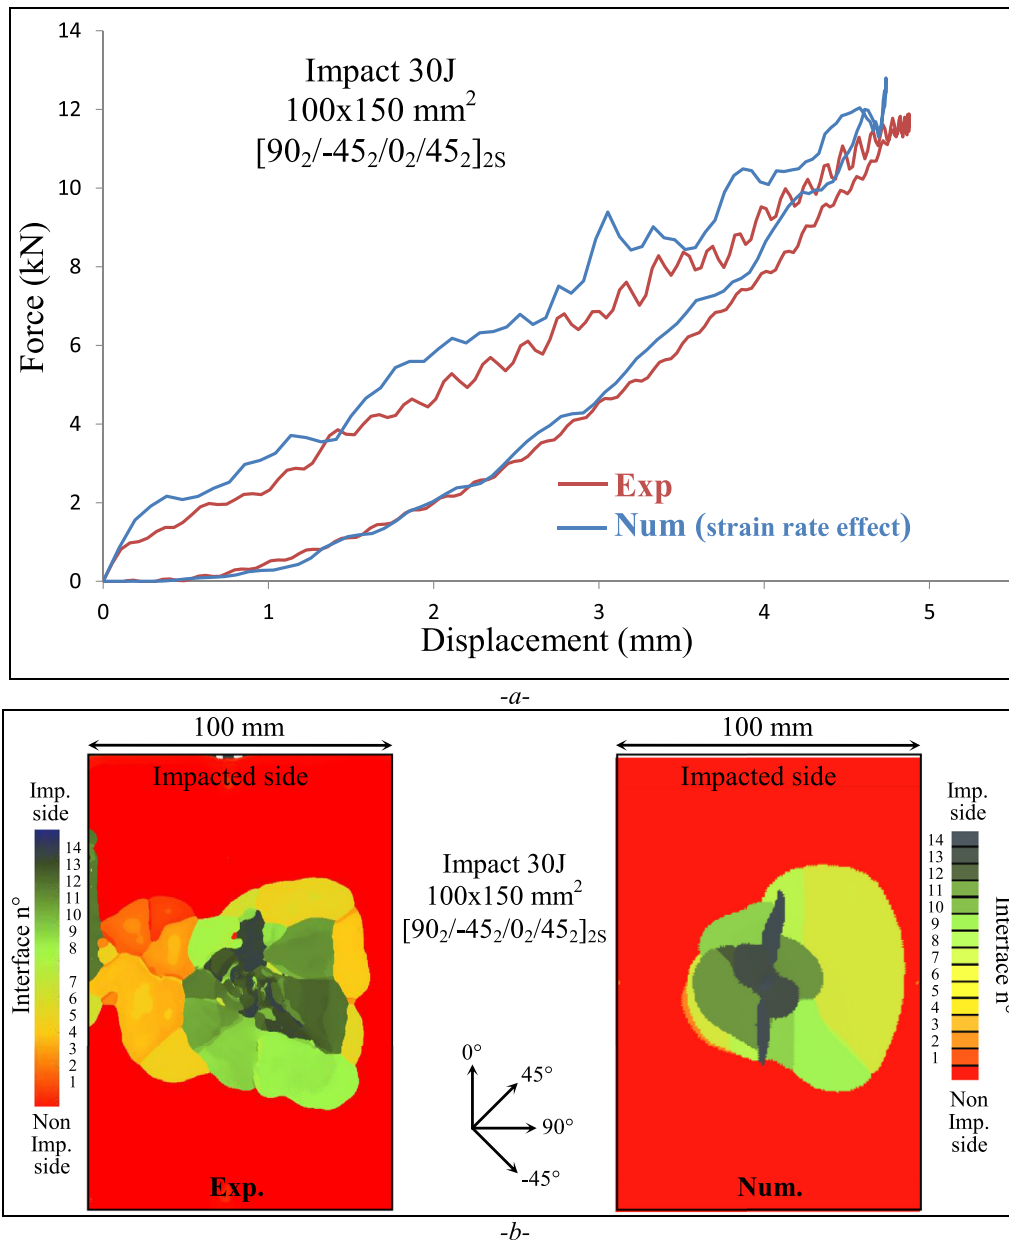 14
12
10
8
6
4
2
0
Force (kN)
Impact 30J
100x150 mm²
[90₂/-45₂/0₂/45₂]₂S
Exp
Num (strain rate effect)
0 1 2 3 4 5
Displacement (mm)
-a-
100 mm
Impacted side
Imp.
side
14
13
12
11
10
9
8
7
6
5
4
3
2
1
Interface n°
Non
Imp.
side
Exp.
Impact 30J
100x150 mm²
[90₂/-45₂/0₂/45₂]₂S
0°
45°
90°
-45°
100 mm
Impacted side
Num.
Imp.
side
14
13
12
11
10
9
8
7
6
5
4
3
2
1
Interface n°
Non
Imp.
side
-b-